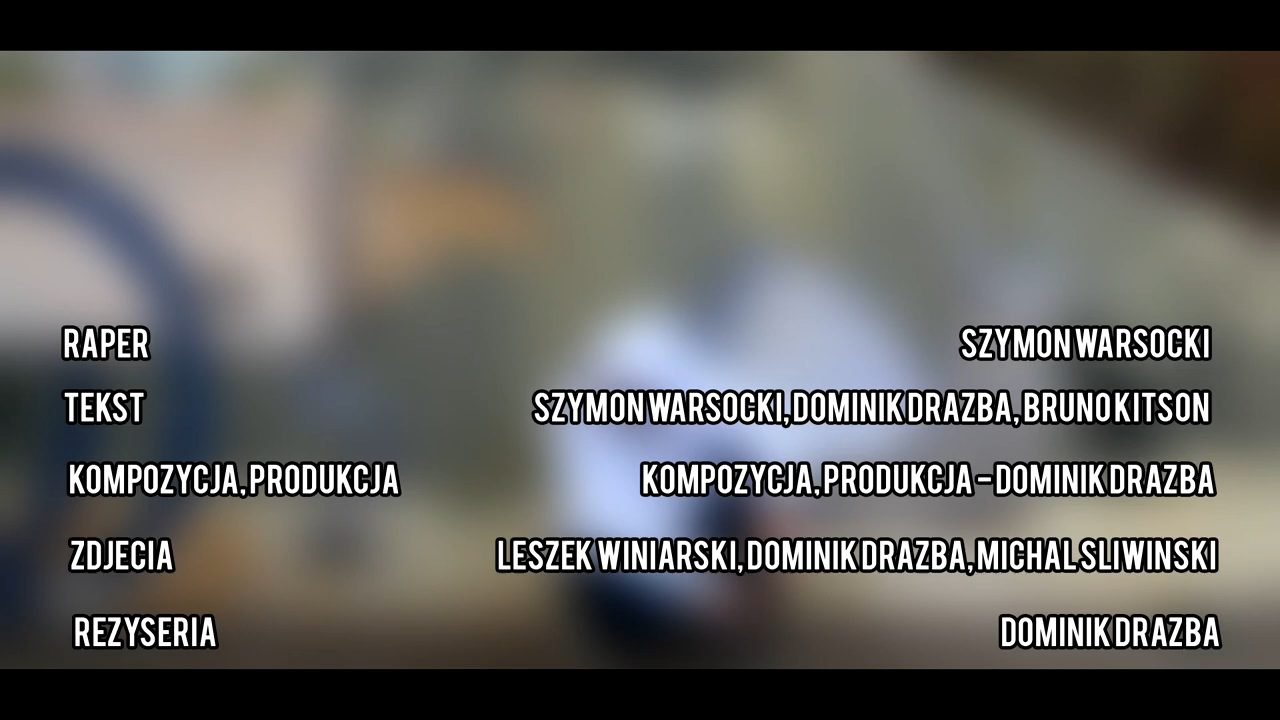 RAPER SZYMON WARSOCKI
TEKST SZYMON WARSOCKI, DOMINIK DRAZBA, BRUNO KITSON
KOMPOZYCJA, PRODUKCJA KOMPOZYCJA, PRODUKCJA - DOMINIK DRAZBA
ZDJECIA LESZEK WINIARSKI, DOMINIK DRAZBA, MICHAL SLIWINSKI
REZYSERIA DOMINIK DRAZBA